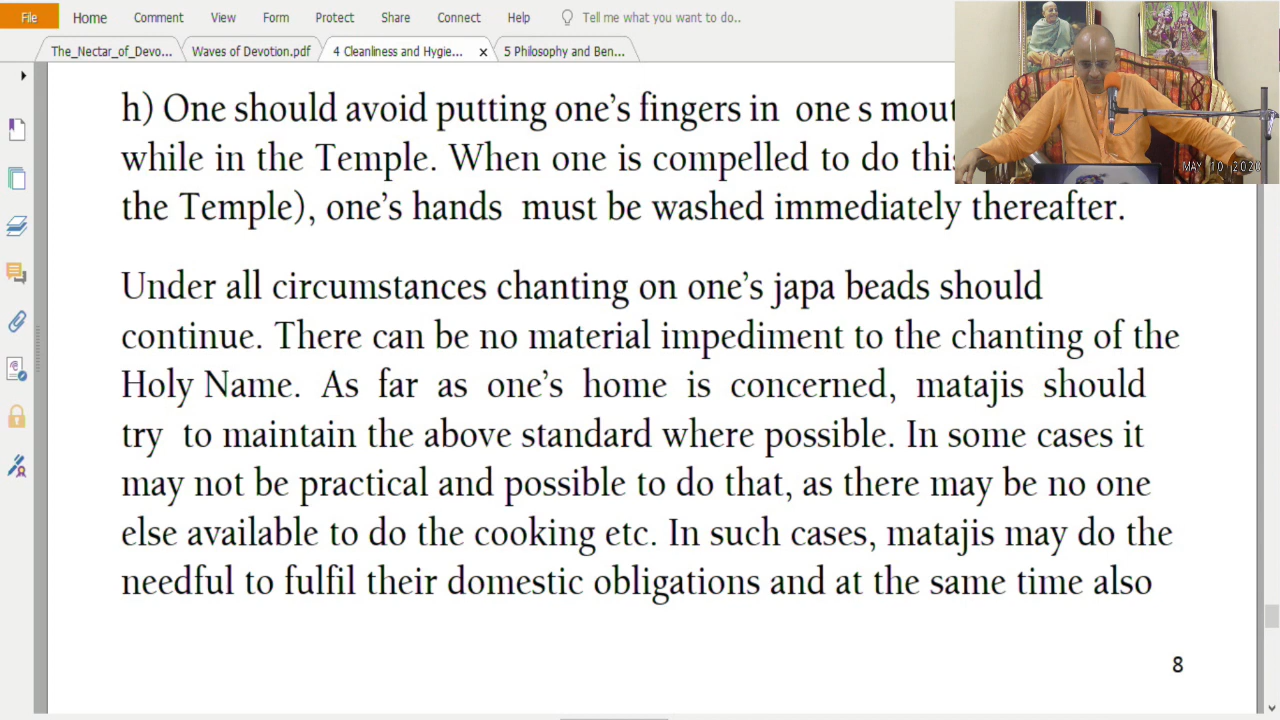 File Home Comment View Form Protect Share Connect Help Tell me what you want to do..
The_Nectar_of_Devo... Waves of Devotion.pdf 4 Cleanliness and Hygie... x 5 Philosophy and Ben...
h) One should avoid putting one’s fingers in one s mout
while in the Temple. When one is compelled to do this
the Temple), one’s hands must be washed immediately thereafter.
MAY 10 2020
Under all circumstances chanting on one’s japa beads should
continue. There can be no material impediment to the chanting of the
Holy Name. As far as one’s home is concerned, matajis should
try to maintain the above standard where possible. In some cases it
may not be practical and possible to do that, as there may be no one
else available to do the cooking etc. In such cases, matajis may do the
needful to fulfil their domestic obligations and at the same time also
8